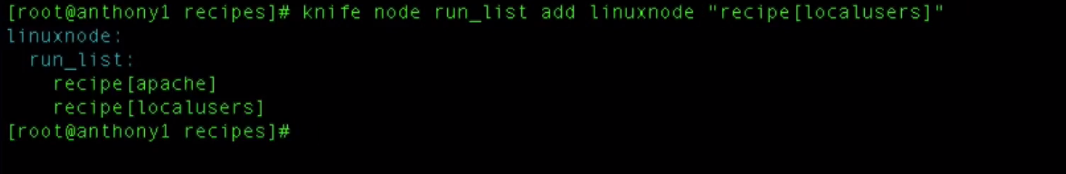 [root@anthony1 recipes]# knife node run_list add linuxnode "recipe[localusers]"
linuxnode:
  run_list:
    recipe[apache]
    recipe[localusers]
[root@anthony1 recipes]#